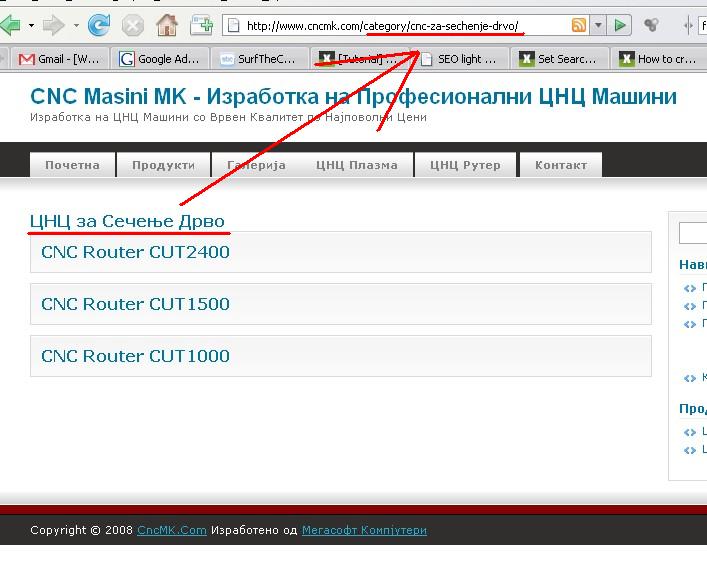 http://www.cncmk.com/category/cnc-za-sechenje-drvo/
Gmail - [W... Google Ad... SurfTheC... [Tutorial] ... SEO light ... Set Searc... How to cr...
CNC Masini MK - Изработка на Професионални ЦНЦ Машини
Изработка на ЦНЦ Машини со Врвен Квалитет по Најповолни Цени
Почетна Продукти Галерија ЦНЦ Плазма ЦНЦ Рутер Контакт
ЦНЦ за Сечење Дрво
CNC Router CUT2400
CNC Router CUT1500
CNC Router CUT1000
Нави
Про
Copyright © 2008 CncMK.Com Изработено од Мегасофт Компјутери